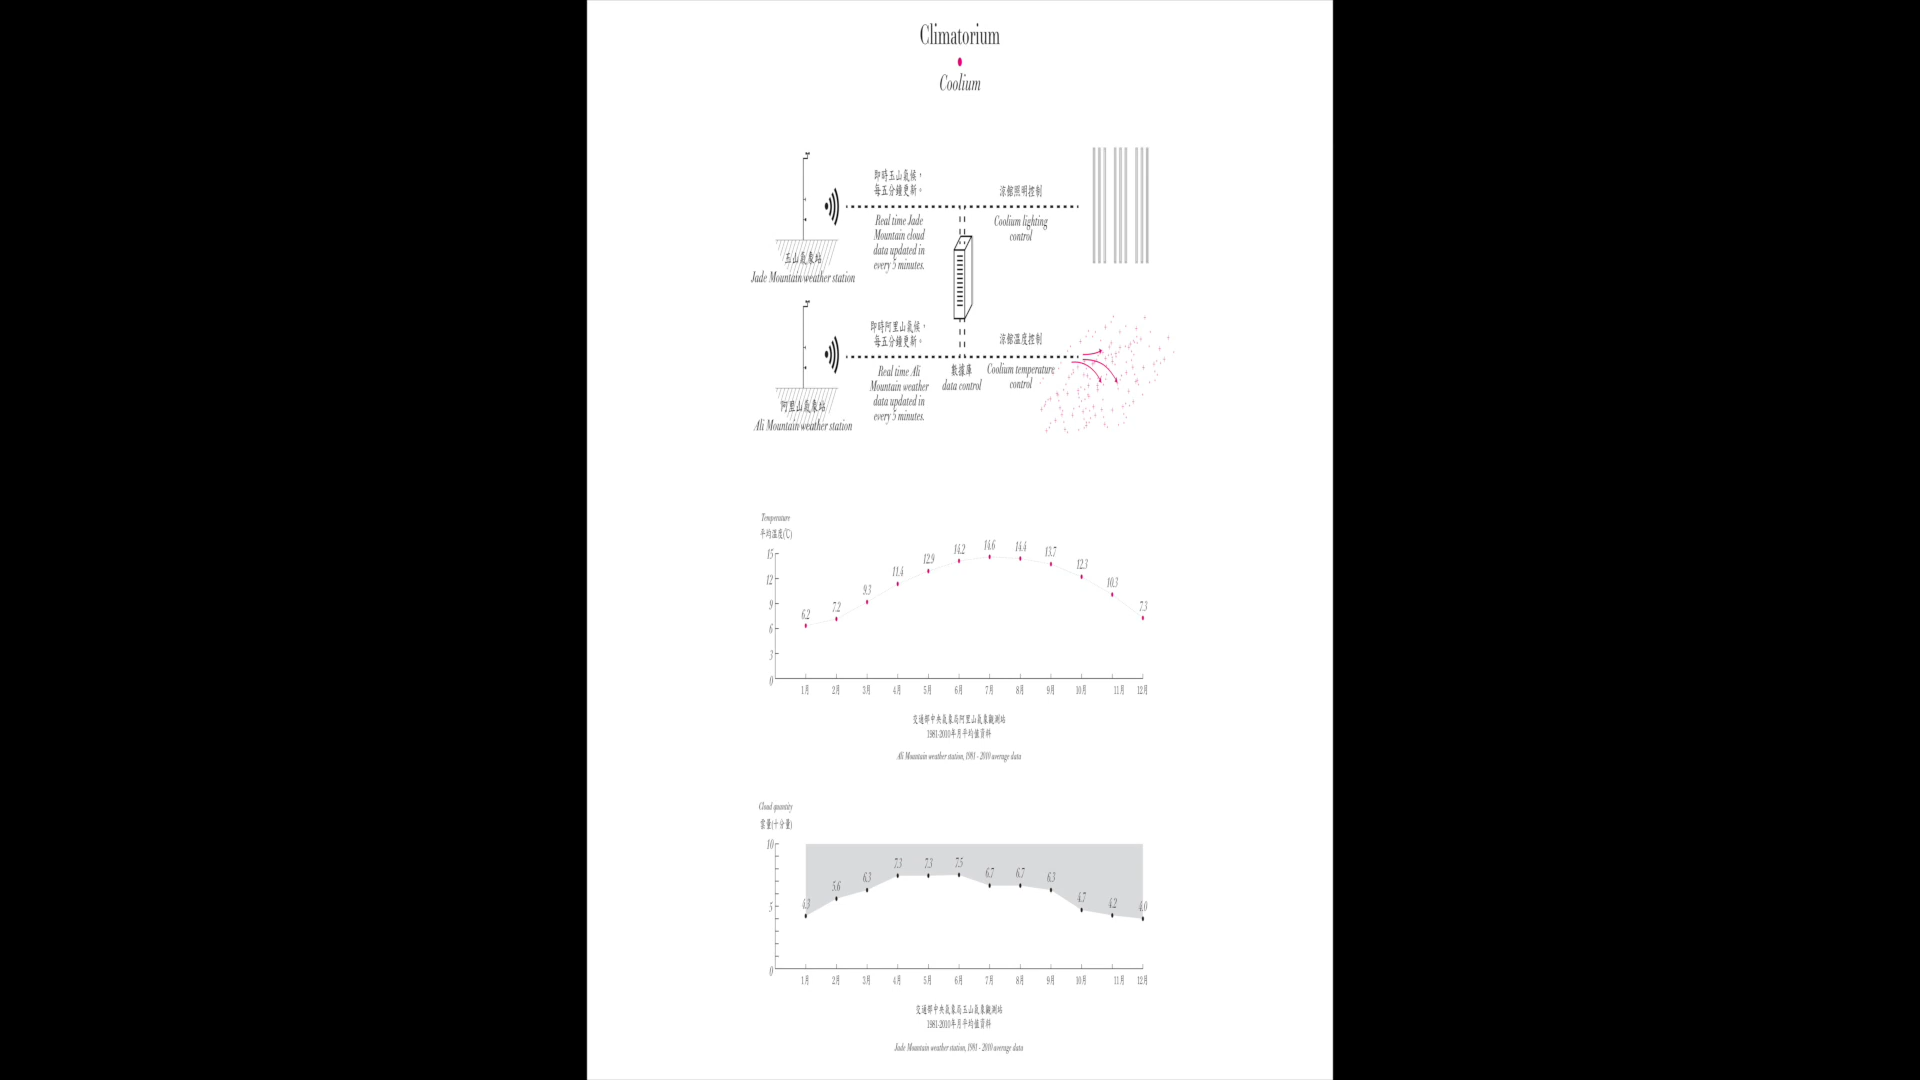 Climatorium
Coolium
即時玉山氣候，
每五分鐘更新。
涼館照明控制
Real time Jade
Mountain cloud
data updated in
every 5 minutes.
Coolium lighting
control
玉山氣象站
Jade Mountain weather station
即時阿里山氣候，
每五分鐘更新。
涼館溫度控制
Real time Ali
Mountain weather
data updated in
every 5 minutes.
數據庫
data control
Coolium temperature
control
阿里山氣象站
Ali Mountain weather station
Temperature
平均溫度(℃)
15
12
9
6
3
0
6.2 7.2 9.3 11.4 12.9 14.2 14.6 14.4 13.7 12.3 10.3 7.3
1月 2月 3月 4月 5月 6月 7月 8月 9月 10月 11月 12月
交通部中央氣象局阿里山氣象觀測站
1981-2010年月平均值資料
Ali Mountain weather station, 1981 - 2010 average data
Cloud quantity
雲量(十分量)
10
5
0
4.3 5.6 6.3 7.3 7.3 7.5 6.7 6.7 6.3 4.7 4.2 4.0
1月 2月 3月 4月 5月 6月 7月 8月 9月 10月 11月 12月
交通部中央氣象局玉山氣象觀測站
1981-2010年月平均值資料
Jade Mountain weather station, 1981 - 2010 average data